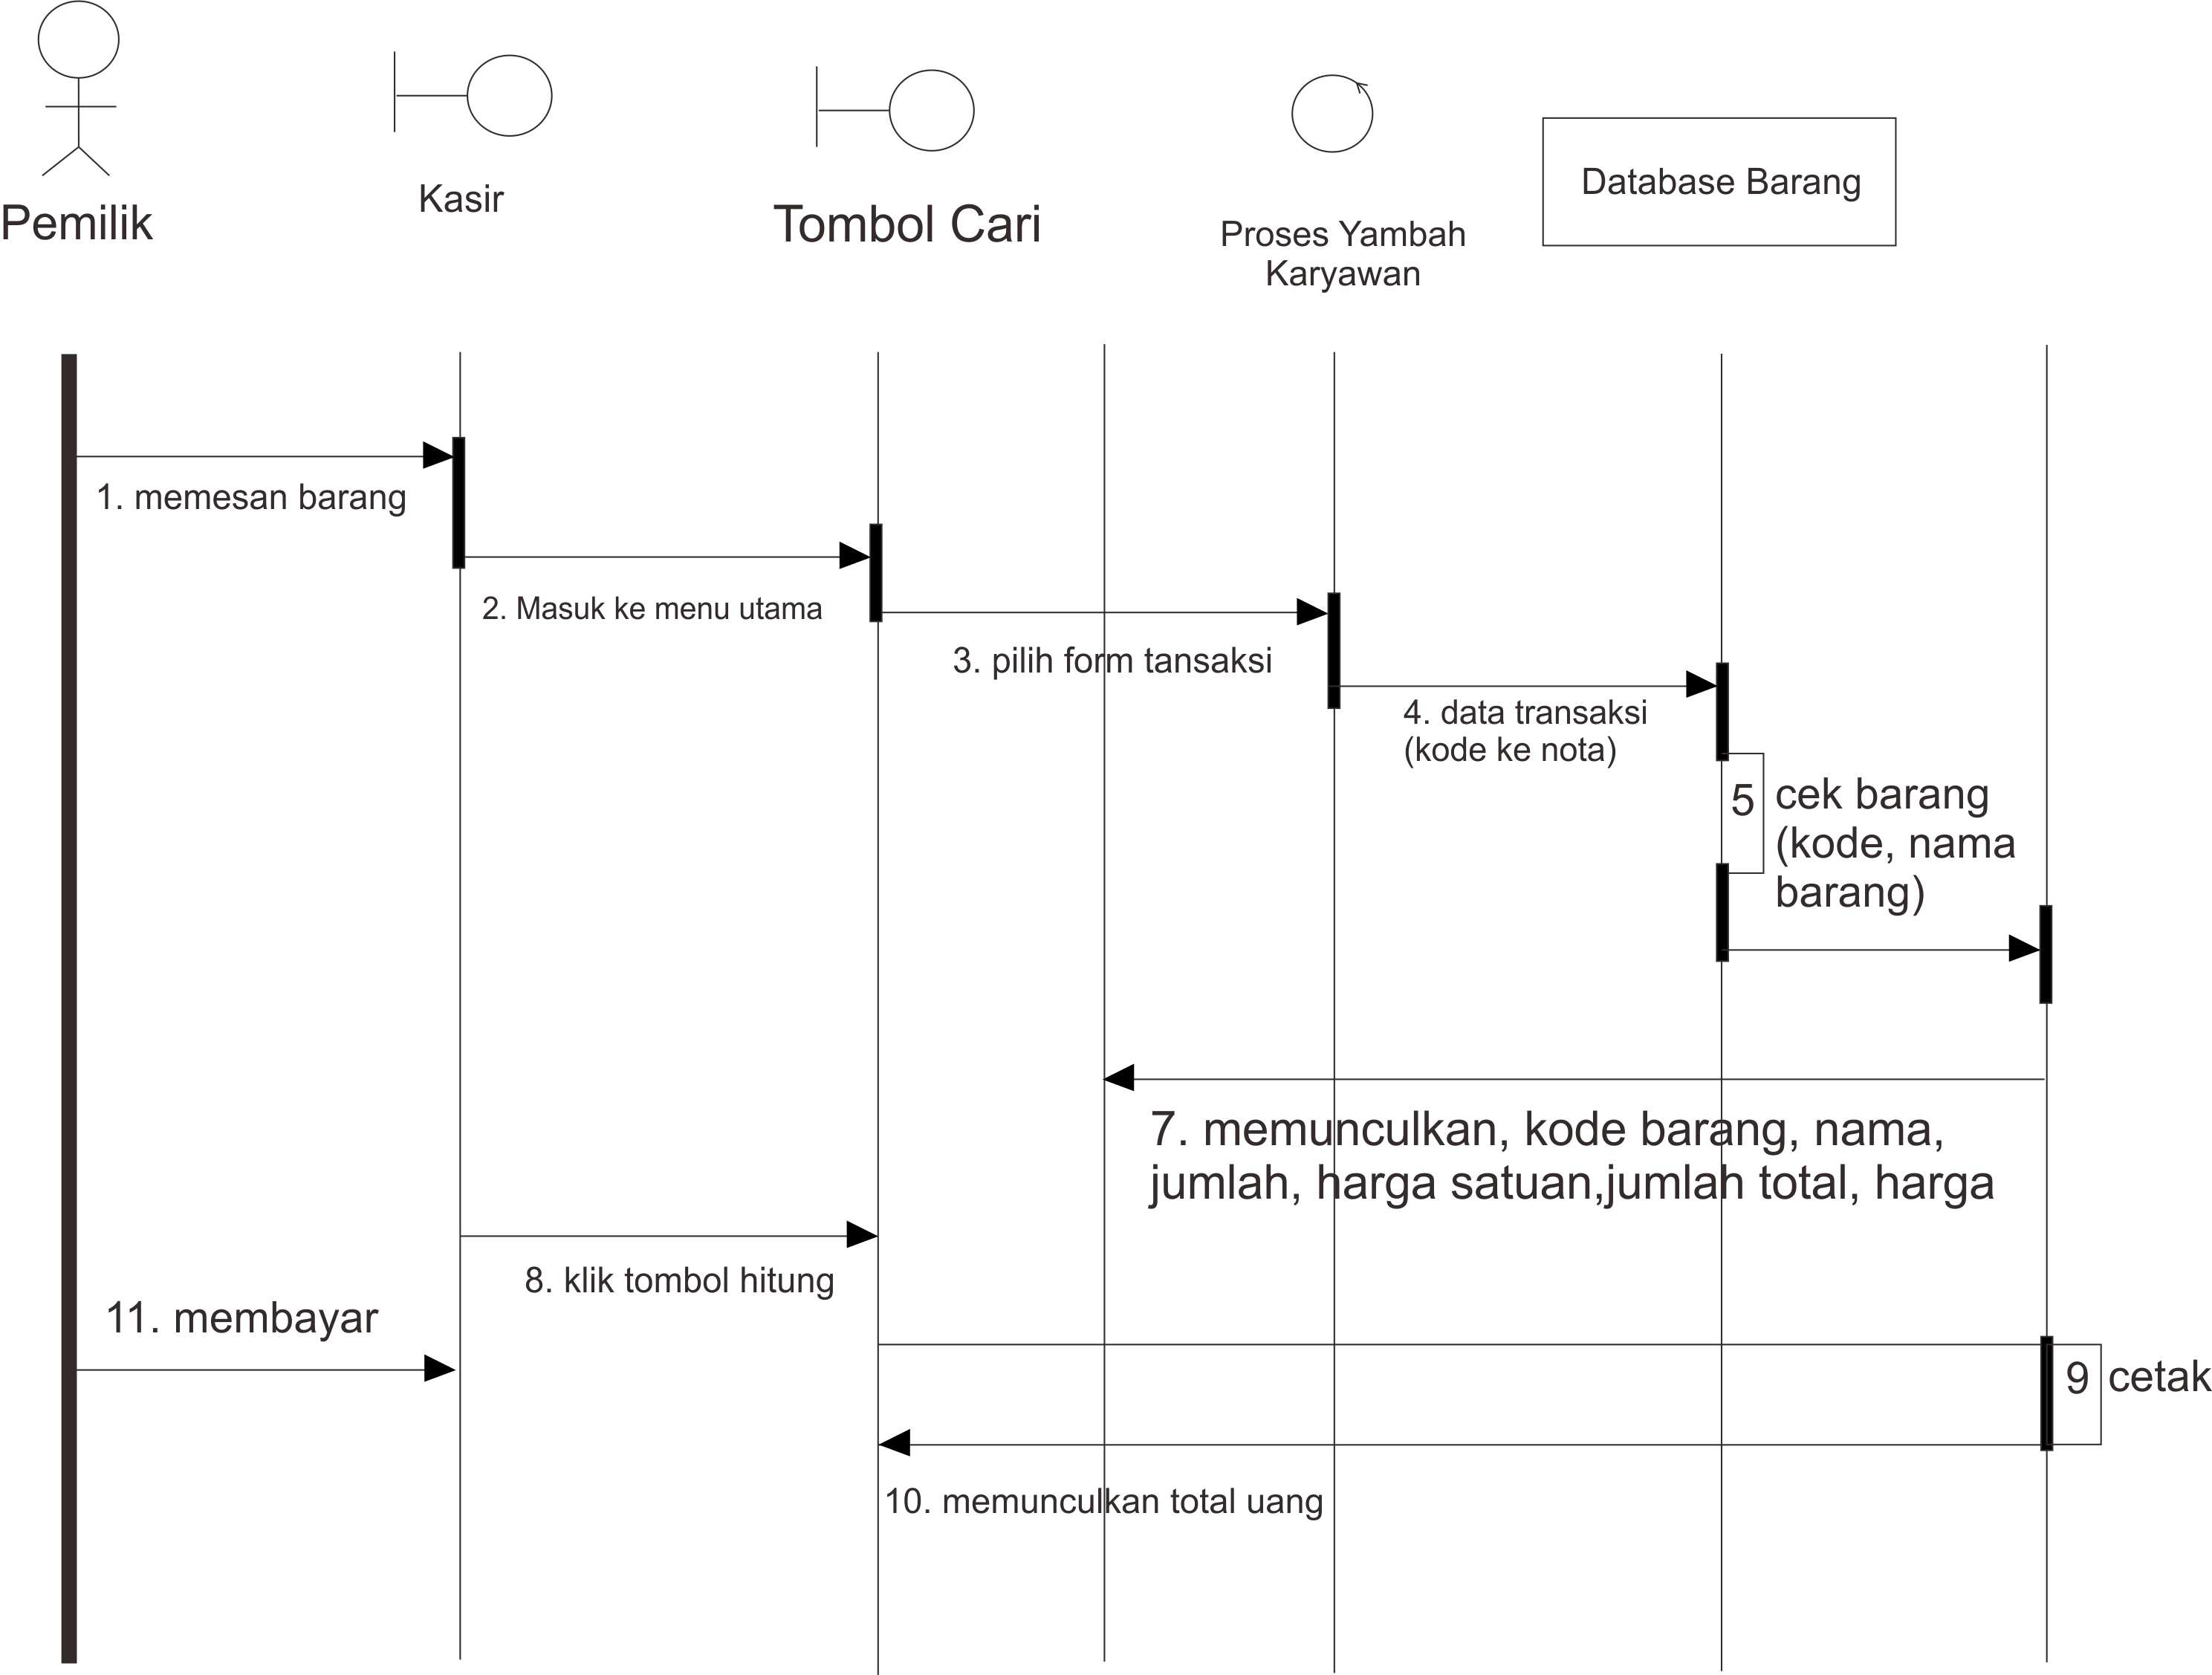 Pemilik
Kasir
Tombol Cari
Proses Yambah
Karyawan
Database Barang
1. memesan barang
2. Masuk ke menu utama
3. pilih form tansaksi
4. data transaksi
(kode ke nota)
5
cek barang
(kode, nama
barang)
7. memunculkan, kode barang, nama,
jumlah, harga satuan,jumlah total, harga
8. klik tombol hitung
11. membayar
9
cetak
10. memunculkan total uang